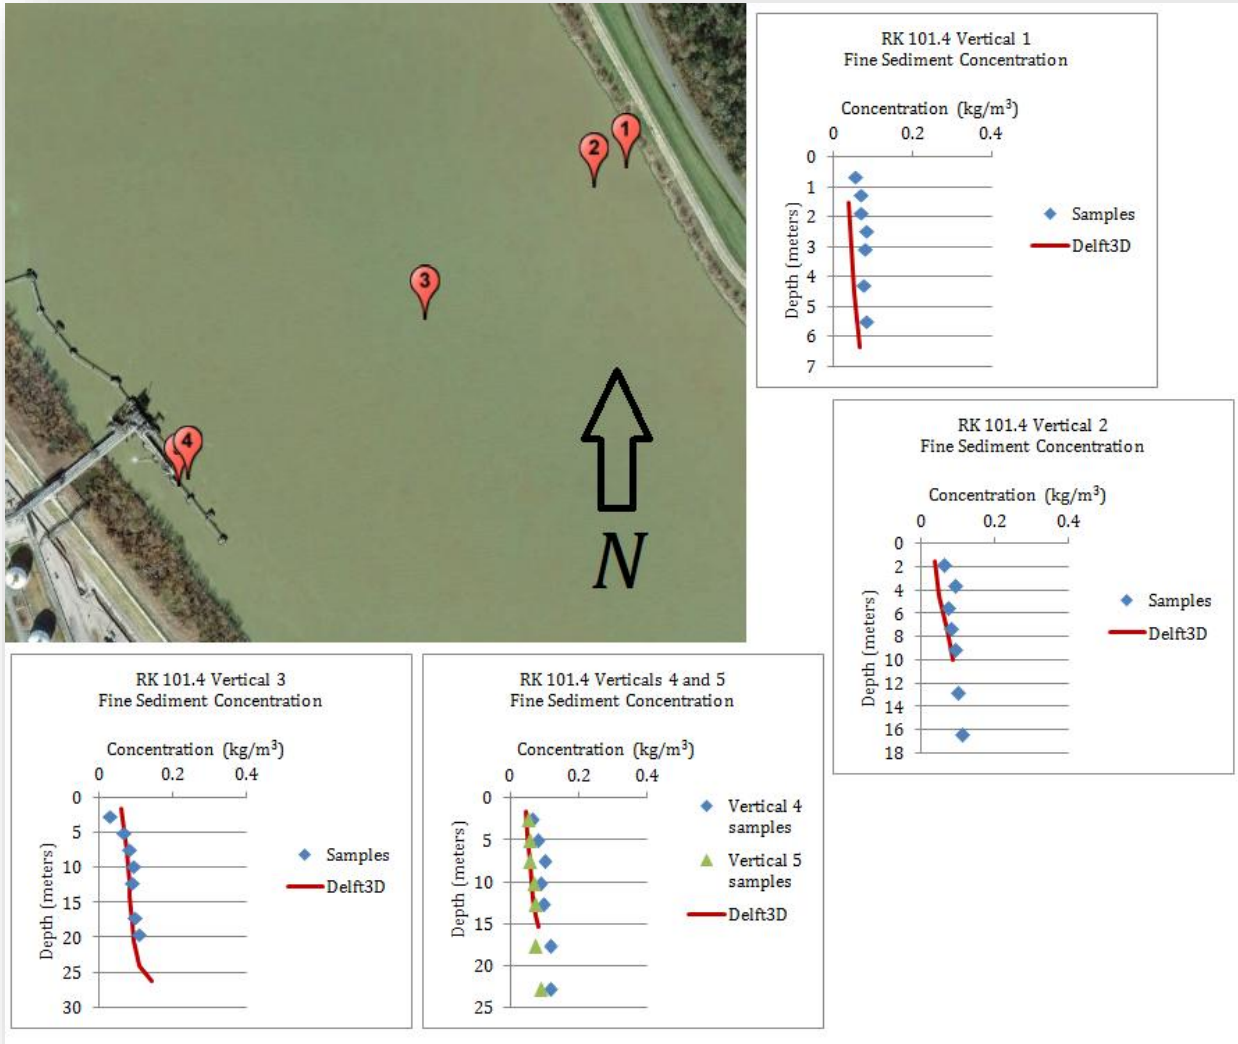 1
2
3
4
N
RK 101.4 Vertical 1
Fine Sediment Concentration
Concentration (kg/m³)
0 0.2 0.4
0
1
2
3
4
5
6
7
Depth (meters)
Samples
Delft3D
RK 101.4 Vertical 2
Fine Sediment Concentration
Concentration (kg/m³)
0 0.2 0.4
0
2
4
6
8
10
12
14
16
18
Depth (meters)
Samples
Delft3D
RK 101.4 Vertical 3
Fine Sediment Concentration
Concentration (kg/m³)
0 0.2 0.4
0
5
10
15
20
25
30
Depth (meters)
Samples
Delft3D
RK 101.4 Verticals 4 and 5
Fine Sediment Concentration
Concentration (kg/m³)
0 0.2 0.4
0
5
10
15
20
25
Depth (meters)
Vertical 4
samples
Vertical 5
samples
Delft3D